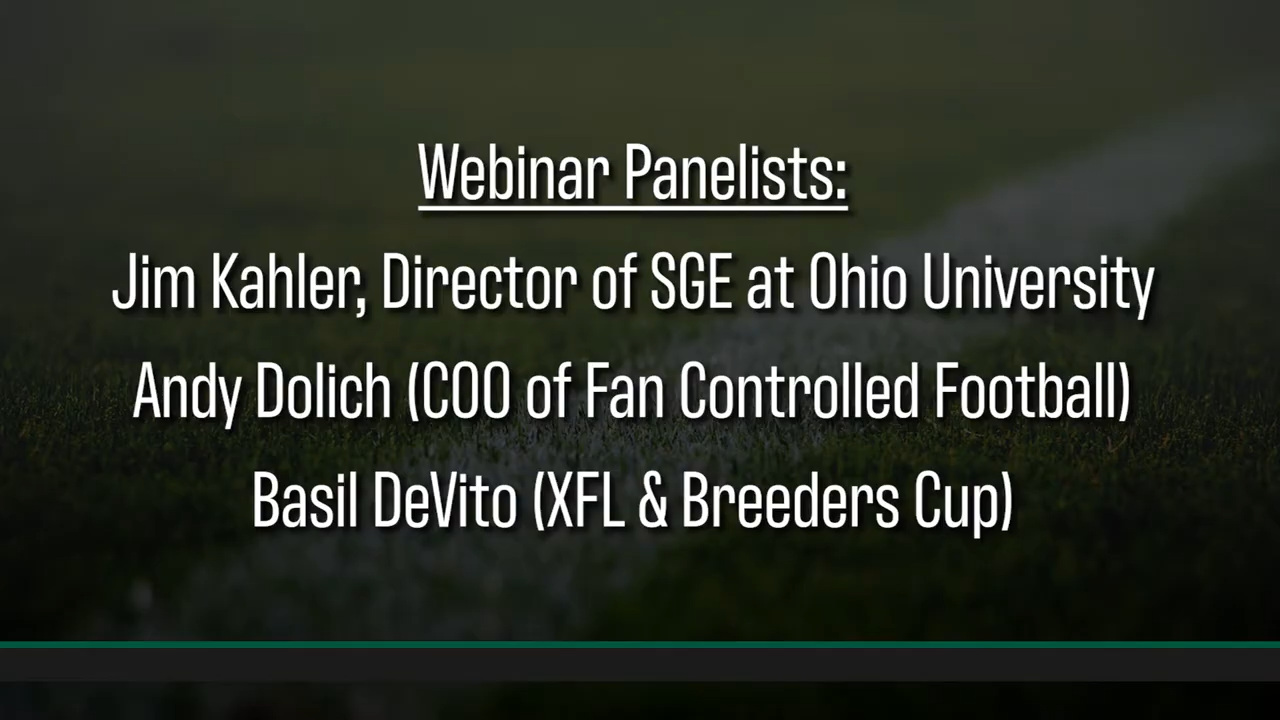 Webinar Panelists:
Jim Kahler, Director of SGE at Ohio University
Andy Dolich (COO of Fan Controlled Football)
Basil DeVito (XFL & Breeders Cup)